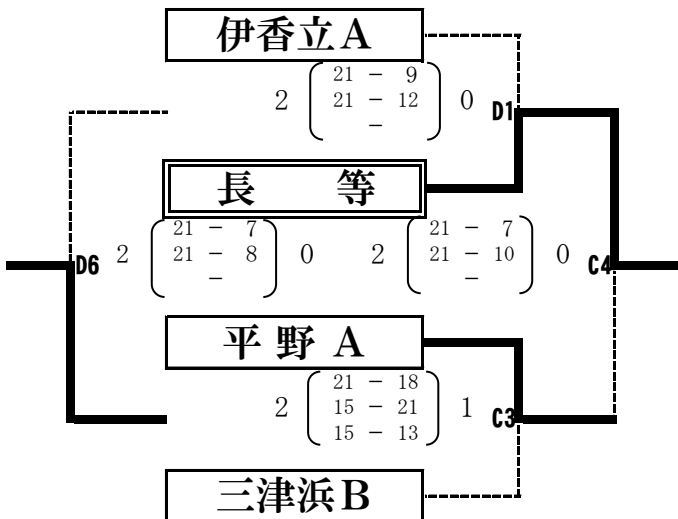 伊香立A
2 21 － 9 0
21 － 12
－
D1
長 等
2 21 － 7 0
21 － 8
－
D6
2 21 － 7 0
21 － 10
－
C4
平 野 A
2 21 － 18 1
15 － 21
15 － 13
C3
三津浜B